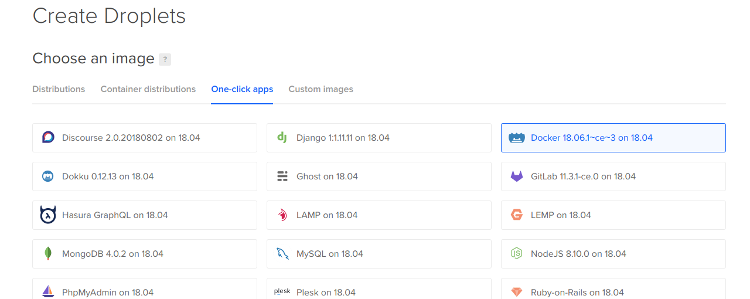 Create Droplets
Choose an image ?
Distributions Container distributions One-click apps Custom images
Discourse 2.0.20180802 on 18.04 Django 1:1.11.11 on 18.04 Docker 18.06.1~ce~3 on 18.04
Dokku 0.12.13 on 18.04 Ghost on 18.04 GitLab 11.3.1-ce.0 on 18.04
Hasura GraphQL on 18.04 LAMP on 18.04 LEMP on 18.04
MongoDB 4.0.2 on 18.04 MySQL on 18.04 NodeJS 8.10.0 on 18.04
PhpMyAdmin on 18.04 plesk Plesk on 18.04 Ruby-on-Rails on 18.04